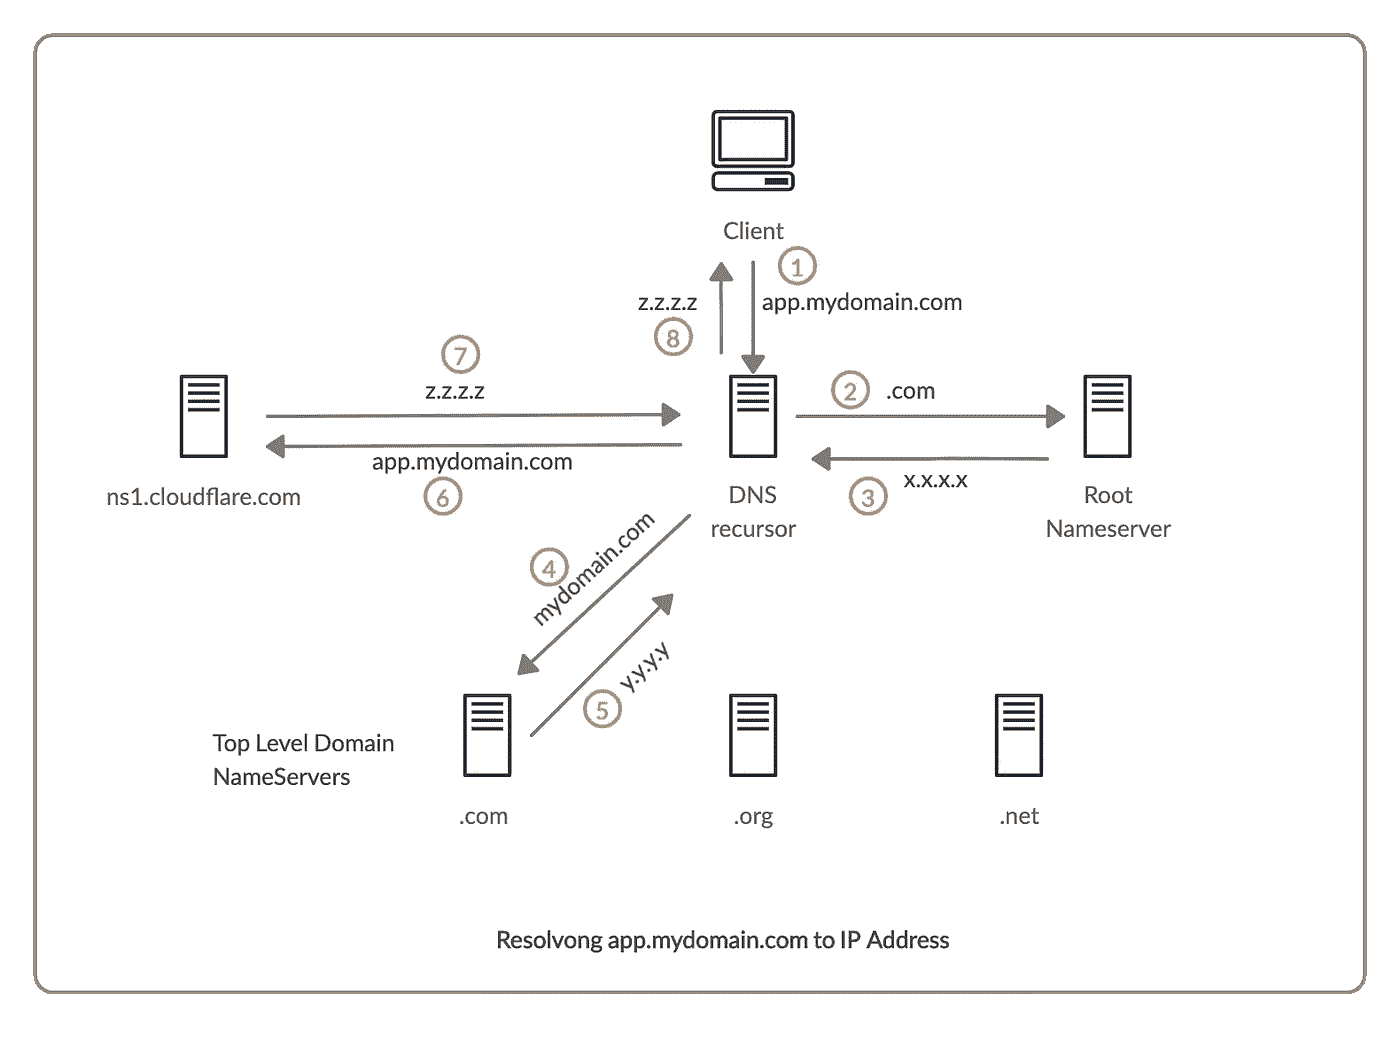 Client
1
z.z.z.z
app.mydomain.com
8
7
z.z.z.z
2
.com
app.mydomain.com
6
x.x.x.x
3
ns1.cloudflare.com
DNS
recursor
Root
Nameserver
4
mydomain.com
y.y.y.y
5
Top Level Domain
NameServers
.com
.org
.net
Resolvong app.mydomain.com to IP Address